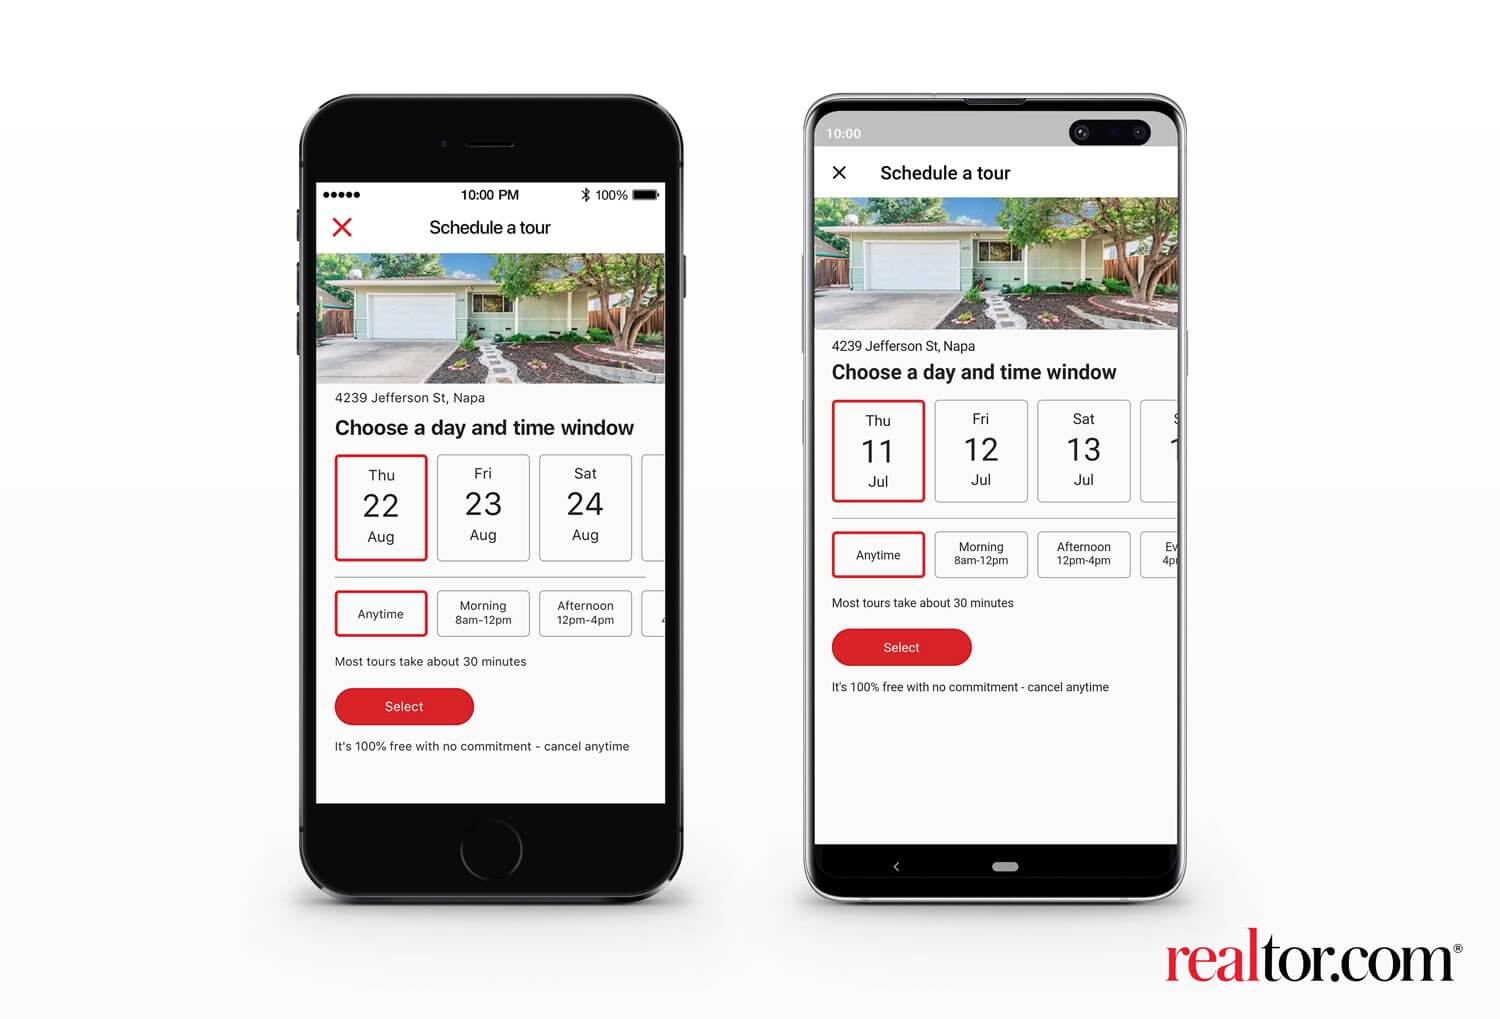 10:00 PM
100%
Schedule a tour
4239 Jefferson St, Napa
Choose a day and time window
Thu
22
Aug
Fri
23
Aug
Sat
24
Aug
Anytime
Morning
8am-12pm
Afternoon
12pm-4pm
Most tours take about 30 minutes
Select
It's 100% free with no commitment - cancel anytime
10:00
Schedule a tour
4239 Jefferson St, Napa
Choose a day and time window
Thu
11
Jul
Fri
12
Jul
Sat
13
Jul
Anytime
Morning
8am-12pm
Afternoon
12pm-4pm
Most tours take about 30 minutes
Select
It's 100% free with no commitment - cancel anytime
realtor.com®